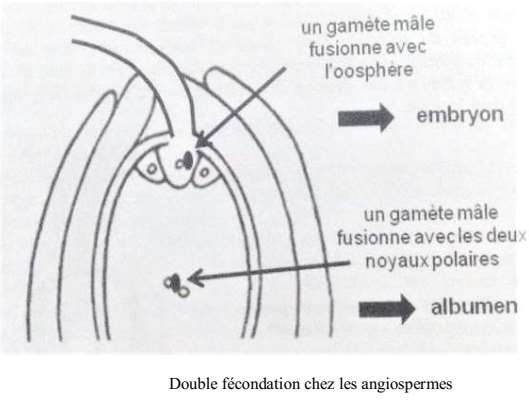 un gamète mâle
fusionne avec
l'oosphère
embryon
un gamète mâle
fusionne avec les deux
noyaux polaires
albumen
Double fécondation chez les angiospermes